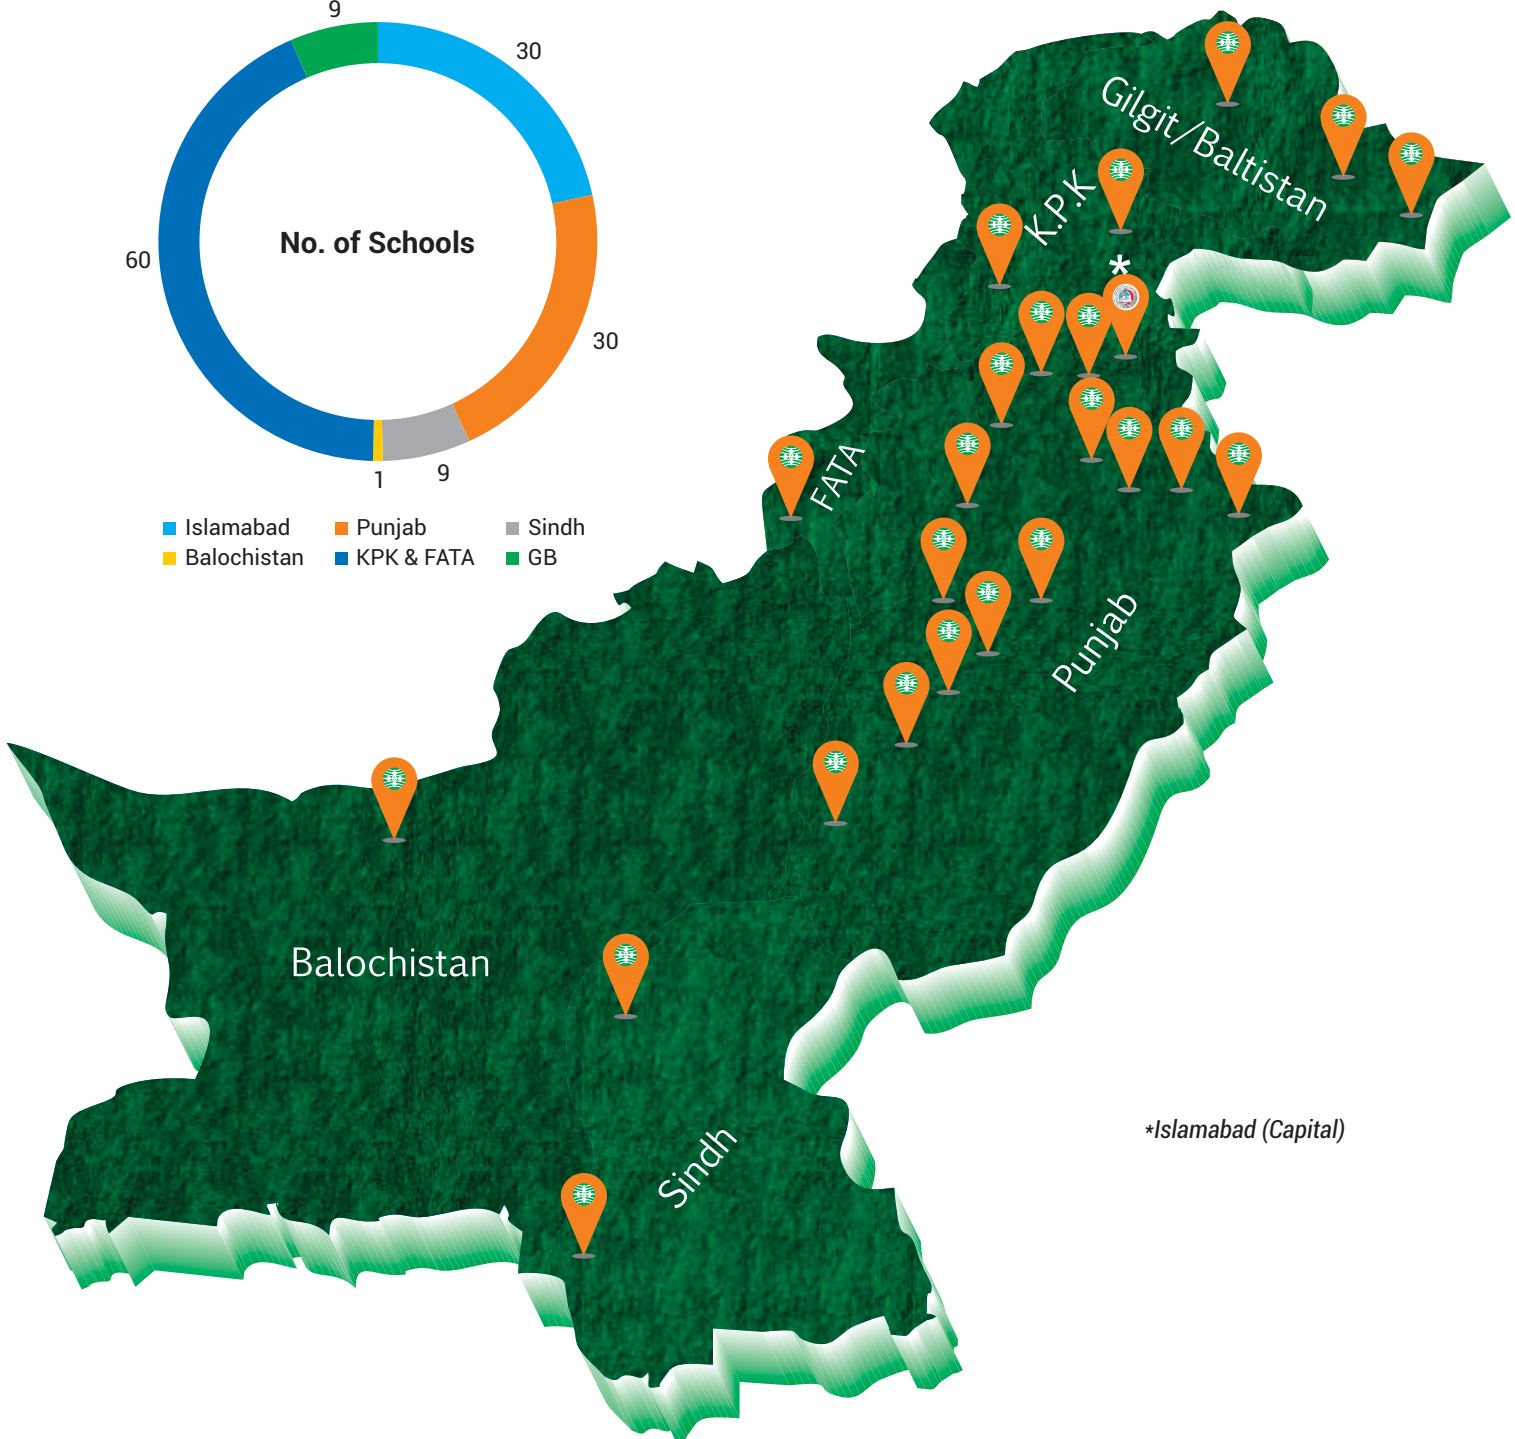 9
30
No. of Schools
60
30
1
9
Islamabad
Punjab
Sindh
Balochistan
KPK & FATA
GB
Gilgit/Baltistan
K.P.K
*
FATA
Punjab
Balochistan
Sindh
*Islamabad (Capital)